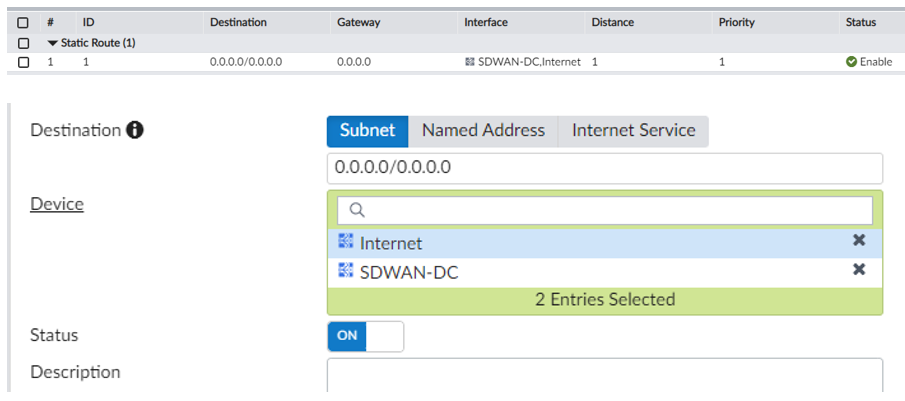 # ID Destination Gateway Interface Distance Priority Status
Static Route (1)
1 1 0.0.0.0/0.0.0.0 0.0.0.0 SDWAN-DC,Internet 1 1 Enable
Destination Subnet Named Address Internet Service
0.0.0.0/0.0.0.0
Device
Internet
SDWAN-DC
2 Entries Selected
Status ON
Description